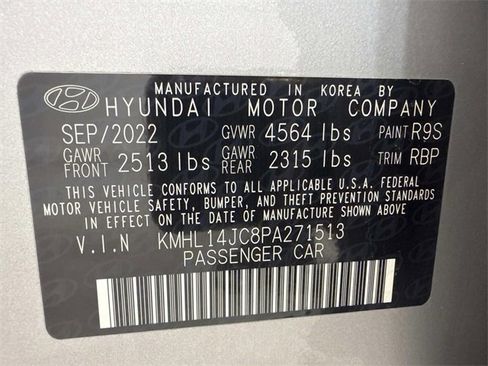 MANUFACTURED IN KOREA BY
HYUNDAI MOTOR COMPANY
SEP/2022 GVWR 4564 lbs PAINT R9S
GAWR FRONT 2513 lbs GAWR REAR 2315 lbs TRIM RBP
THIS VEHICLE CONFORMS TO ALL APPLICABLE U.S.A. FEDERAL
MOTOR VEHICLE SAFETY, BUMPER, AND THEFT PREVENTION STANDARDS
IN EFFECT ON THE DATE OF MANUFACTURE SHOWN ABOVE.
V.I.N KMHL14JC8PA271513
PASSENGER CAR